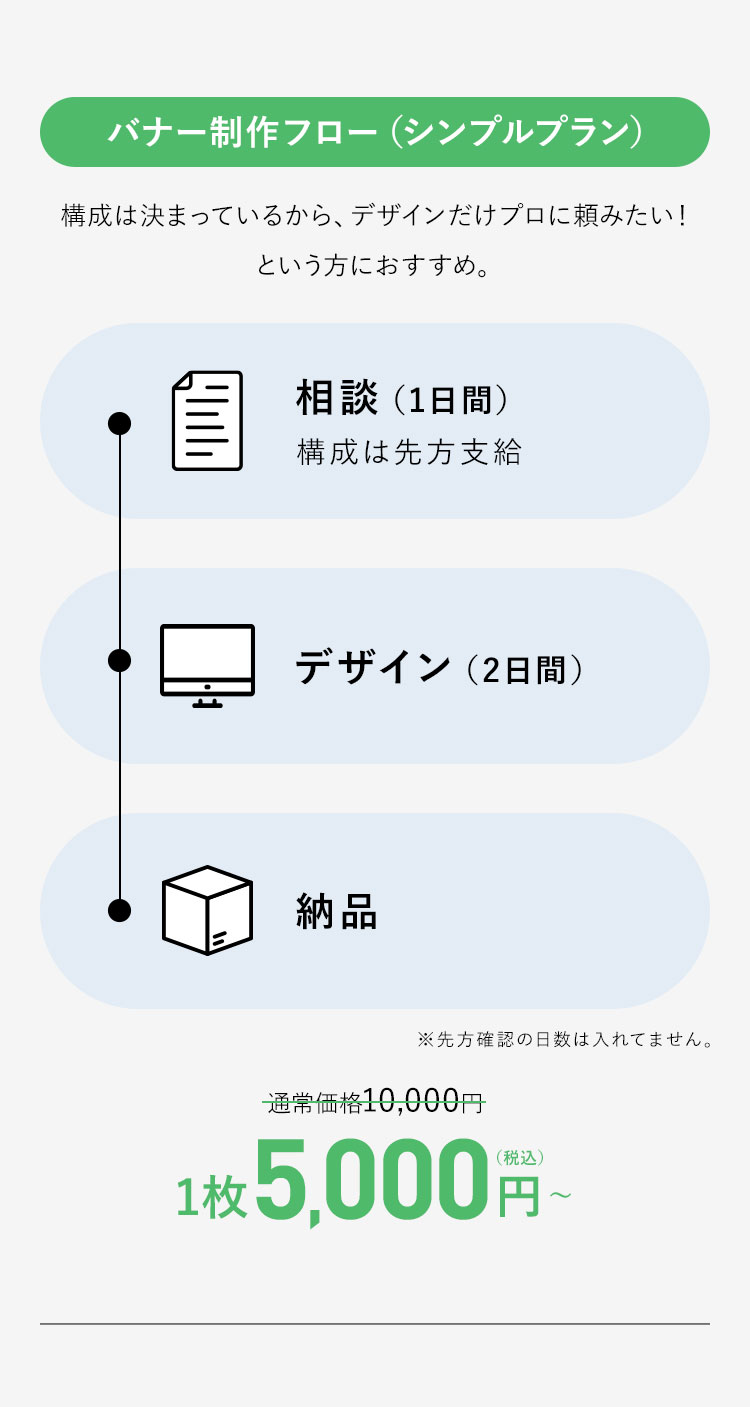 バナー制作フロー（シンプルプラン）
構成は決まっているから、デザインだけプロに頼みたい！
という方におすすめ。
相談（1日間）
構成は先方支給
デザイン（2日間）
納品
※先方確認の日数は入れてません。
通常価格10,000円
1枚5,000円（税込）～